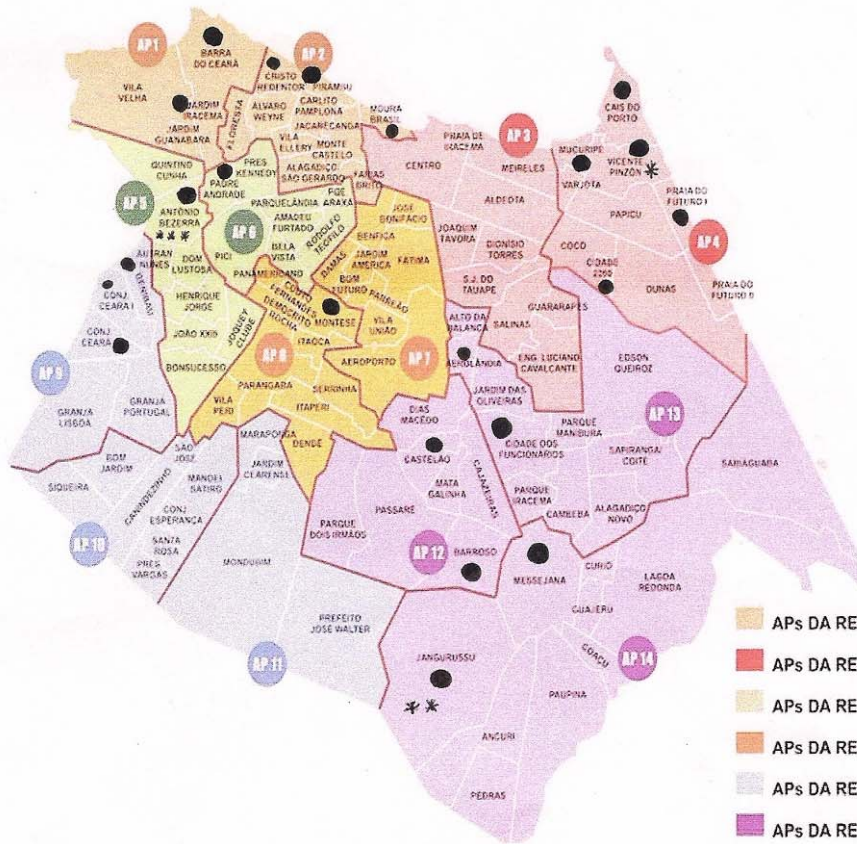 AP 1
BARRA
DO CEARÁ
AP 2
CRISTO
REDENTOR
PIRAMBU
VILA
VELHA
JARDIM
IRACEMA
JARDIM
GUANABARA
FLORESTA
ALVARO
WEYNE
CARLITO
PAMPLONA
JACARECANGA
VILA
ELLERY
MONTE
CASTELO
ALAGADIÇO
SÃO GERARDO
MOURA
BRASIL
FARIAS
BRITO
CENTRO
PRAIA DE
IRACEMA
AP 3
MEIRELES
ALDEOTA
JOAQUIM
TAVORA
DIONÍSIO
TORRES
S.J. DO
TAUAPE
GUARARAPES
SALINAS
ENG. LUCIANO
CAVALCANTE
CAIS DO
PORTO
MUCURIPE
VARJOTA
VICENTE
PINZÓN
PRAIA DO
FUTURO I
PAPICU
AP 4
COCÓ
CIDADE
2000
DUNAS
PRAIA DO
FUTURO II
AP 5
QUINTINO
CUNHA
ANTÔNIO
BEZERRA
AUTRAN
NUNES
DOM
LUSTOSA
GENIBAÚ
HENRIQUE
JORGE
JOÃO XXIII
BONSUCESSO
JOQUEY
CLUBE
AP 6
PRES.
KENNEDY
PADRE
ANDRADE
PARQUELÂNDIA
PQE.
ARAXÁ
AMADEU
FURTADO
RODOLFO
TEÓFILO
BELA
VISTA
PICI
PANAMERICANO
JOSÉ
BONIFÁCIO
BENFICA
JARDIM
AMÉRICA
FÁTIMA
DAMAS
BOM
FUTURO
PARREÃO
VILA
UNIÃO
AEROPORTO
AP 7
COUTO
FERNANDES
DEMÓCRITO
ROCHA
MONTESE
ITAOCA
AP 8
PARANGABA
SERRINHA
VILA
PERI
ITAPERI
DENDÊ
CONJ.
CEARÁ I
CONJ.
CEARÁ
AP 9
GRANJA
LISBOA
GRANJA
PORTUGAL
SIQUEIRA
BOM
JARDIM
CANINDEZINHO
SÃO
JOSÉ
MANOEL
SÁTIRO
CONJ.
ESPERANÇA
SANTA
ROSA
PRES.
VARGAS
AP 10
MARAPONGA
JARDIM
CEARENSE
MONDUBIM
PREFEITO
JOSÉ WALTER
AP 11
DIAS
MACEDO
CASTELÃO
MATA
GALINHA
CAJAZEIRAS
PASSARÉ
PARQUE
DOIS IRMÃOS
BARROSO
AP 12
ALTO DA
BALANÇA
AEROLÂNDIA
JARDIM DAS
OLIVEIRAS
CIDADE DOS
FUNCIONÁRIOS
PARQUE
MANIBURA
EDSON
QUEIROZ
AP 13
SAPIRANGA/
COITÉ
PARQUE
IRACEMA
CAMBEBA
ALAGADIÇO
NOVO
SABIAGUABA
MESSEJANA
CURIÓ
LAGOA
REDONDA
GUAJERU
COAÇU
AP 14
PAUPINA
JANGURUSSU
ANCURI
PEDRAS
APs DA RE
APs DA RE
APs DA RE
APs DA RE
APs DA RE
APs DA RE